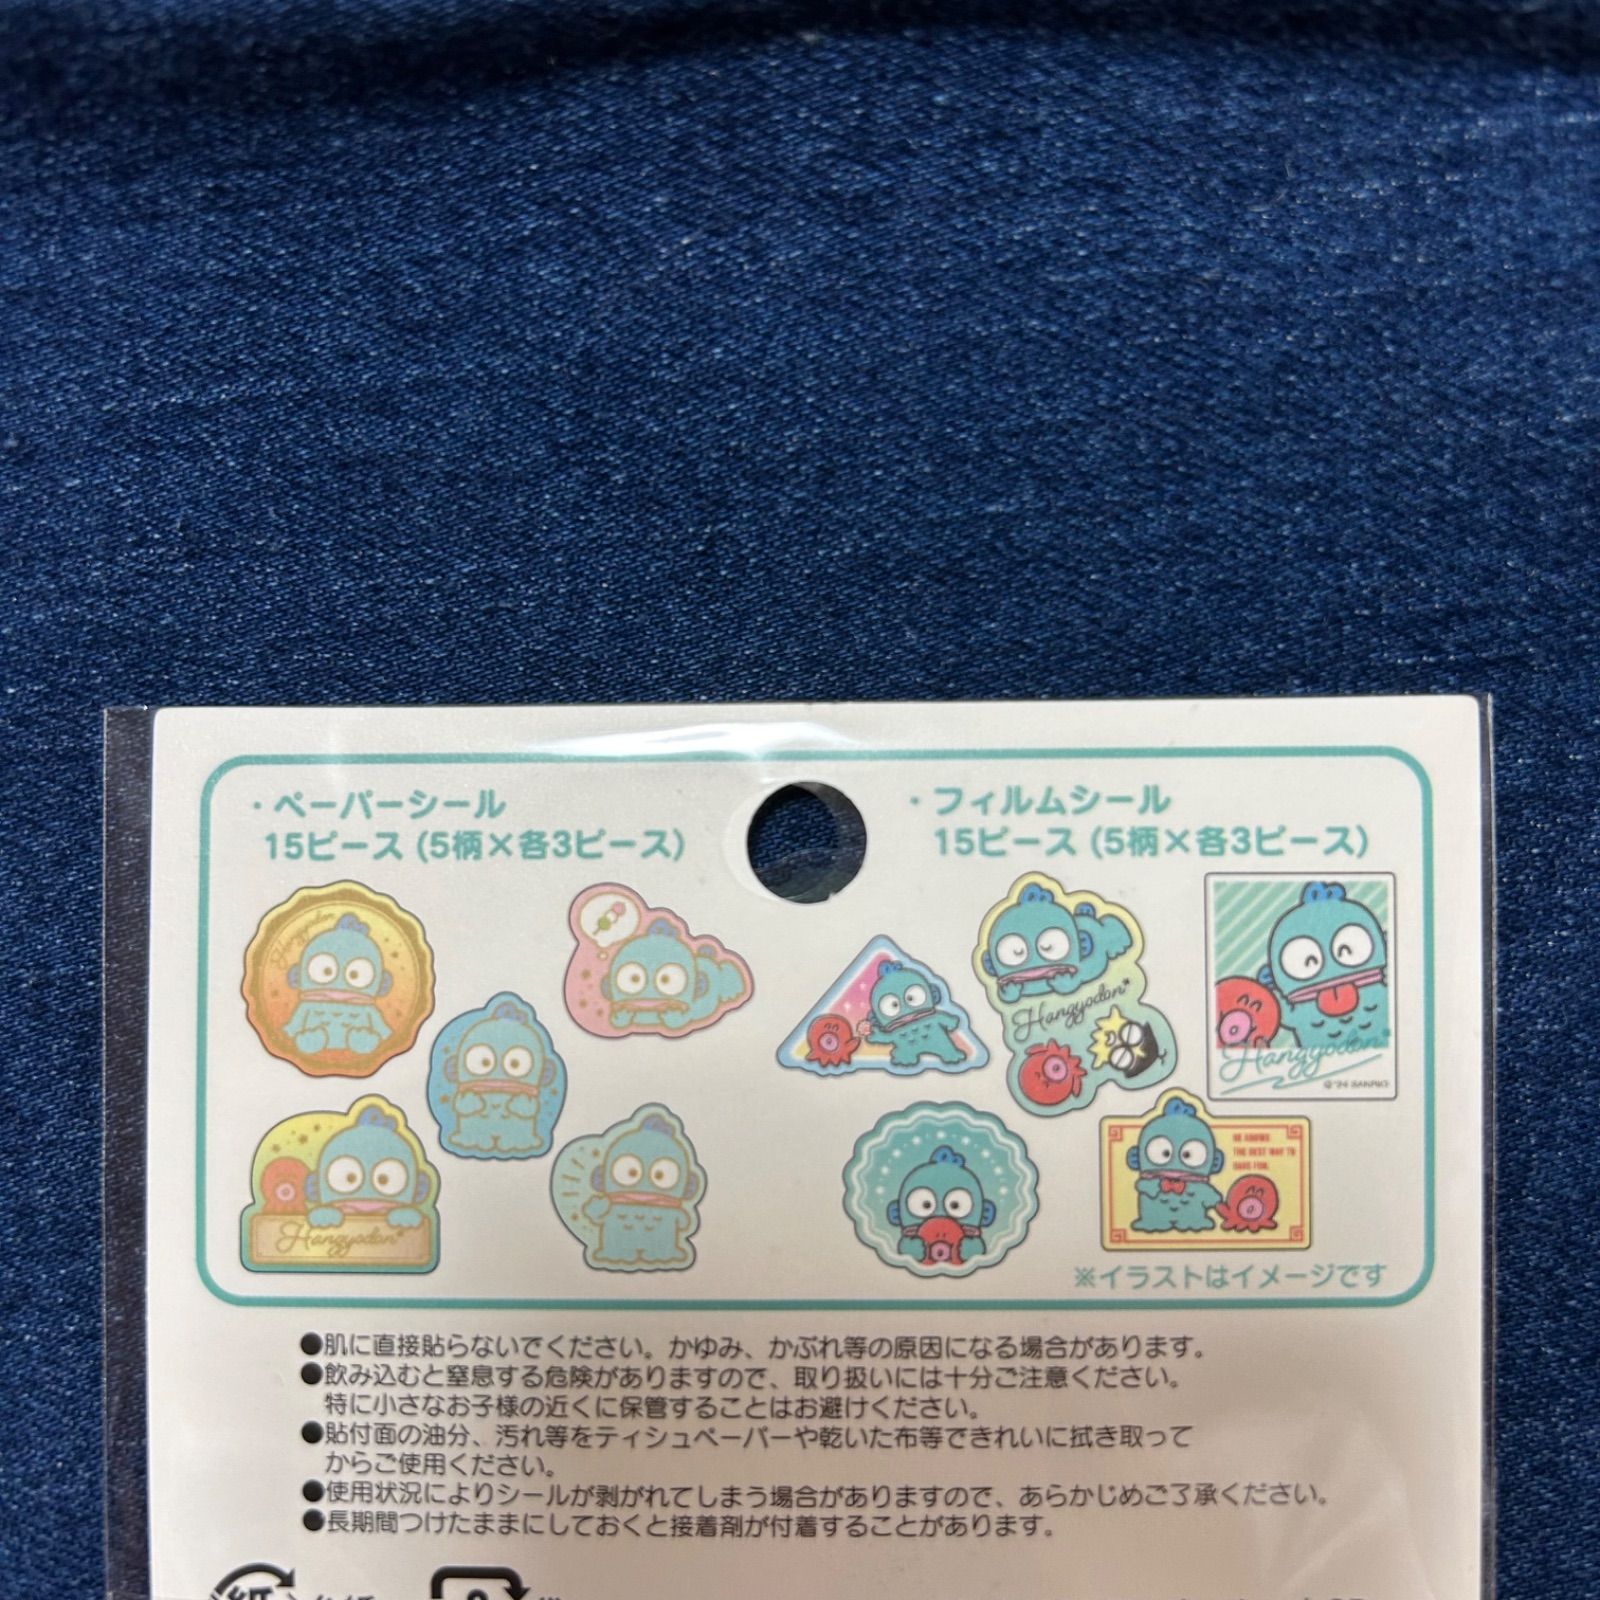 ・ペーパーシール
15ピース (5柄×各3ピース)
・フィルムシール
15ピース (5柄×各3ピース)
Hangyodon
Hangyodon
Hangyodon
Hangyodon
©'24 SANRIO
HE KNOWS
THE BEST WAY TO
HAVE FUN.
※イラストはイメージです
●肌に直接貼らないでください。かゆみ、かぶれ等の原因になる場合があります。
●飲み込むと窒息する危険がありますので、取り扱いには十分ご注意ください。
特に小さなお子様の近くに保管することはお避けください。
●貼付面の油分、汚れ等をティシュペーパーや乾いた布等できれいに拭き取って
からご使用ください。
●使用状況によりシールが剥がれてしまう場合がありますので、あらかじめご了承ください。
●長期間つけたままにしておくと接着剤が付着することがあります。
紙